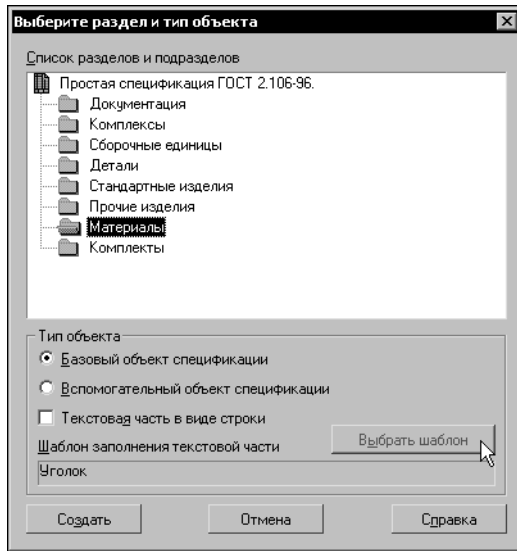 Выберите раздел и тип объекта
Список разделов и подразделов
Простая спецификация ГОСТ 2.106-96.
Документация
Комплексы
Сборочные единицы
Детали
Стандартные изделия
Прочие изделия
Материалы
Комплекты
Тип объекта
Базовый объект спецификации
Вспомогательный объект спецификации
Текстовая часть в виде строки
Шаблон заполнения текстовой части
Выбрать шаблон
Уголок
Создать Отмена Справка